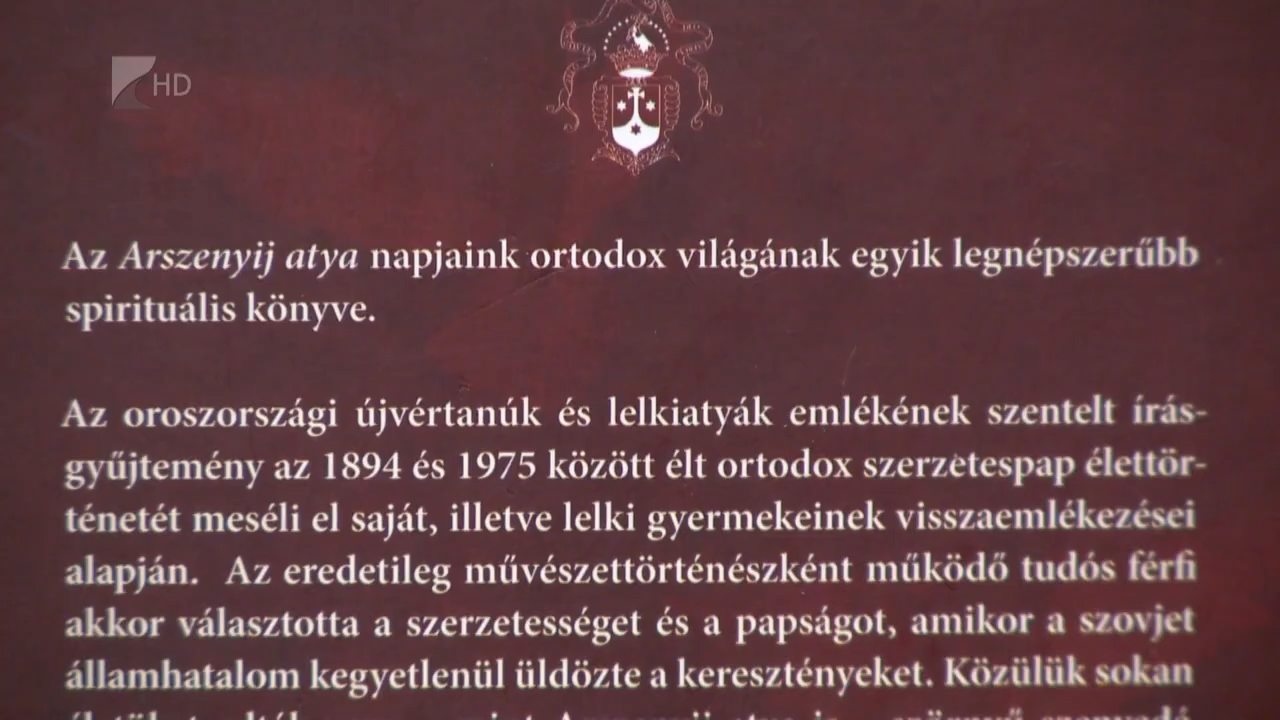 HD
Az Arszenyij atya napjaink ortodox világának egyik legnépszerűbb
spirituális könyve.
Az oroszországi újvértanúk és lelkiatyák emlékének szentelt írás-
gyűjtemény az 1894 és 1975 között élt ortodox szerzetespap élettör-
ténetét meséli el saját, illetve lelki gyermekeinek visszaemlékezései
alapján. Az eredetileg művészettörténészként működő tudós férfi
akkor választotta a szerzetességet és a papságot, amikor a szovjet
államhatalom kegyetlenül üldözte a keresztényeket. Közülük sokan